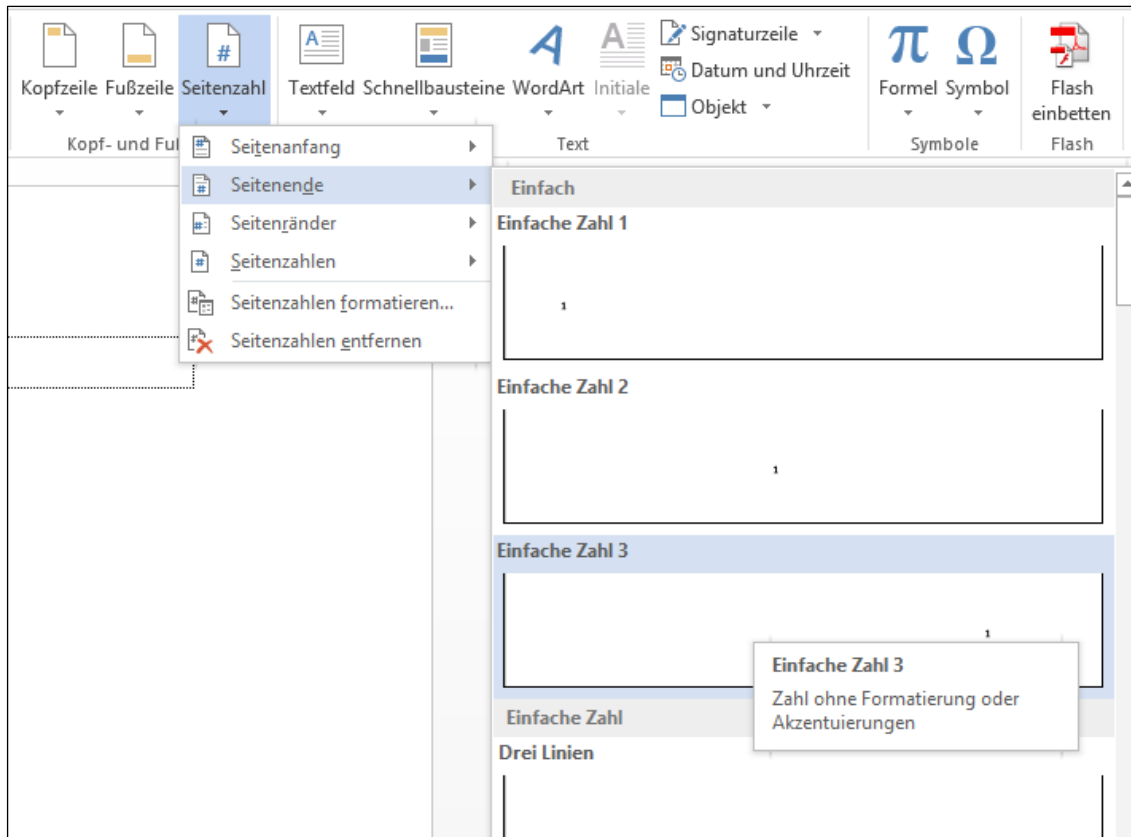 Kopfzeile Fußzeile Seitenzahl Textfeld Schnellbausteine WordArt Initiale
Signaturzeile
Datum und Uhrzeit
Objekt
Formel Symbol Flash einbetten
Kopf- und Fuß Text Symbole Flash
Seitenanfang
Seitenende
Seitenränder
Seitenzahlen
Seitenzahlen formatieren...
Seitenzahlen entfernen
Einfach
Einfache Zahl 1
1
Einfache Zahl 2
1
Einfache Zahl 3
1
Einfache Zahl 3
Zahl ohne Formatierung oder
Akzentuierungen
Einfache Zahl
Drei Linien